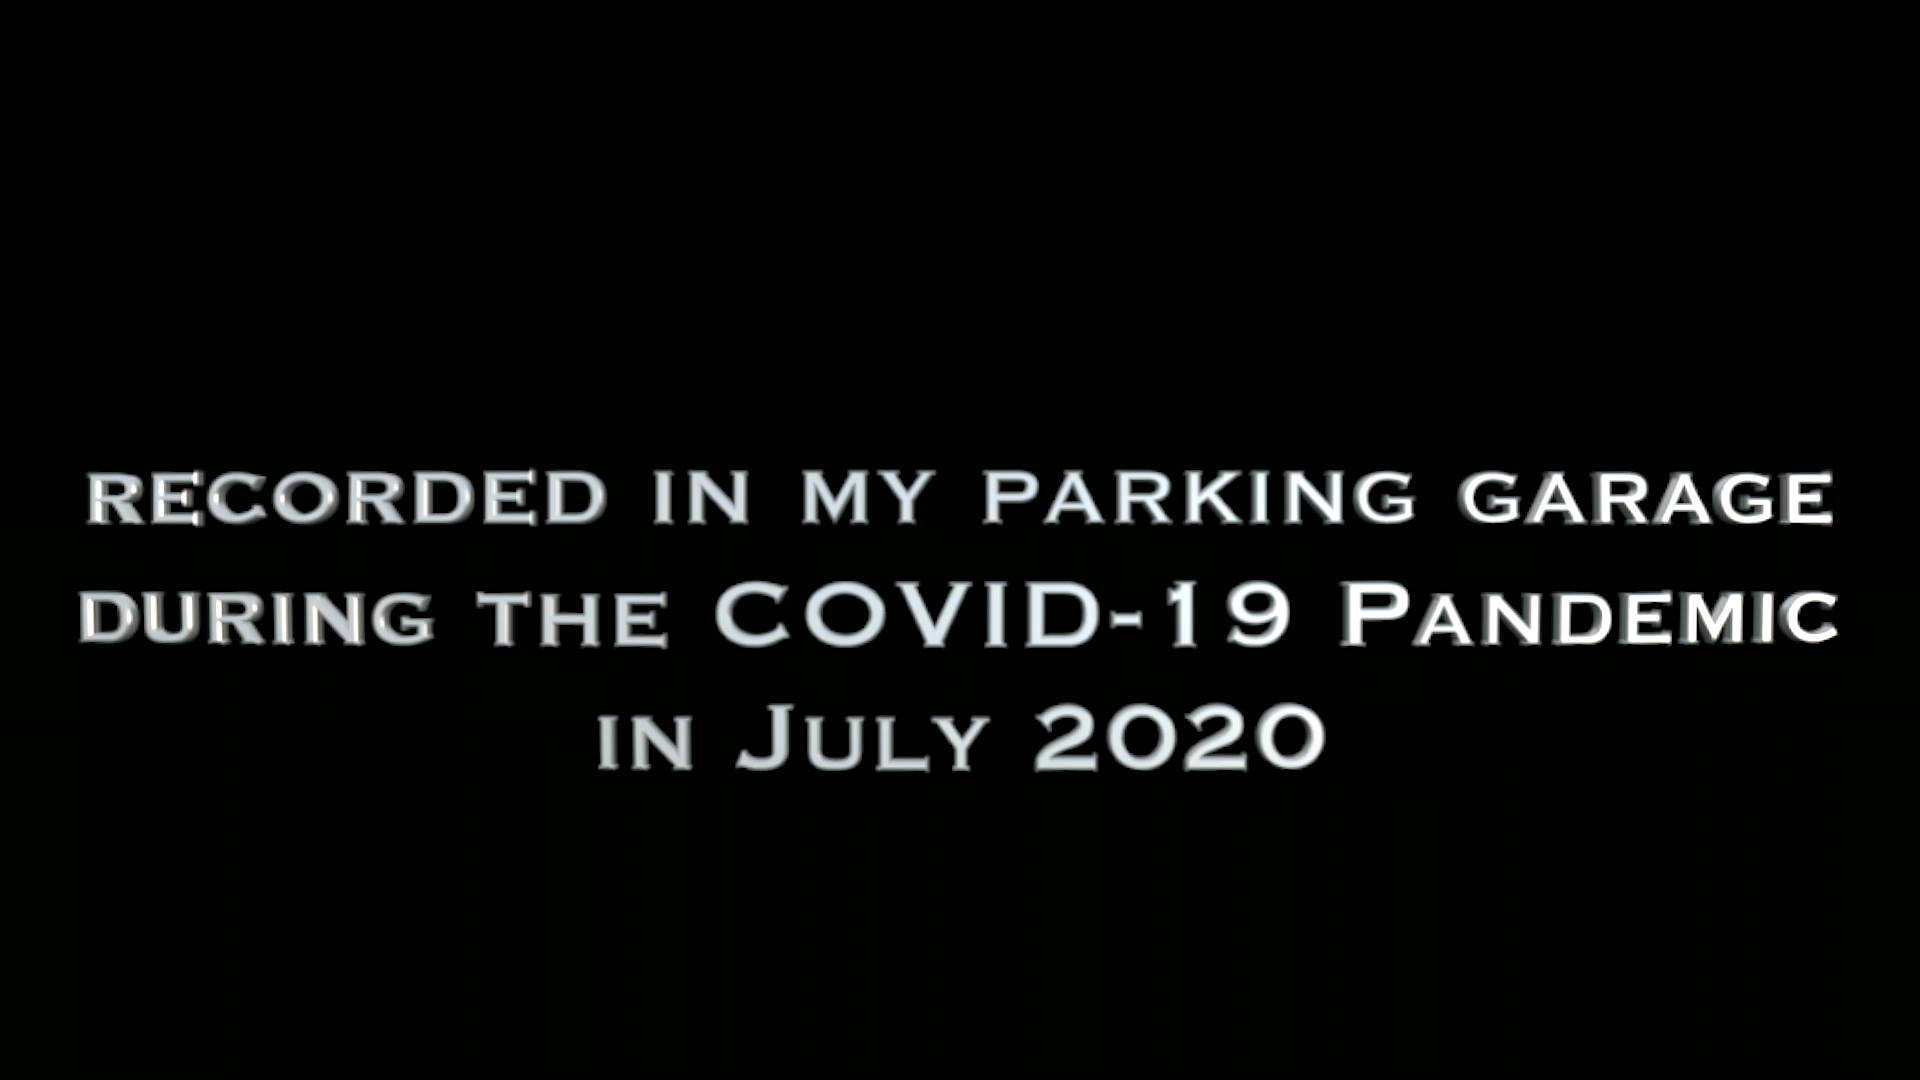 recorded in my parking garage
during the COVID-19 Pandemic
in July 2020